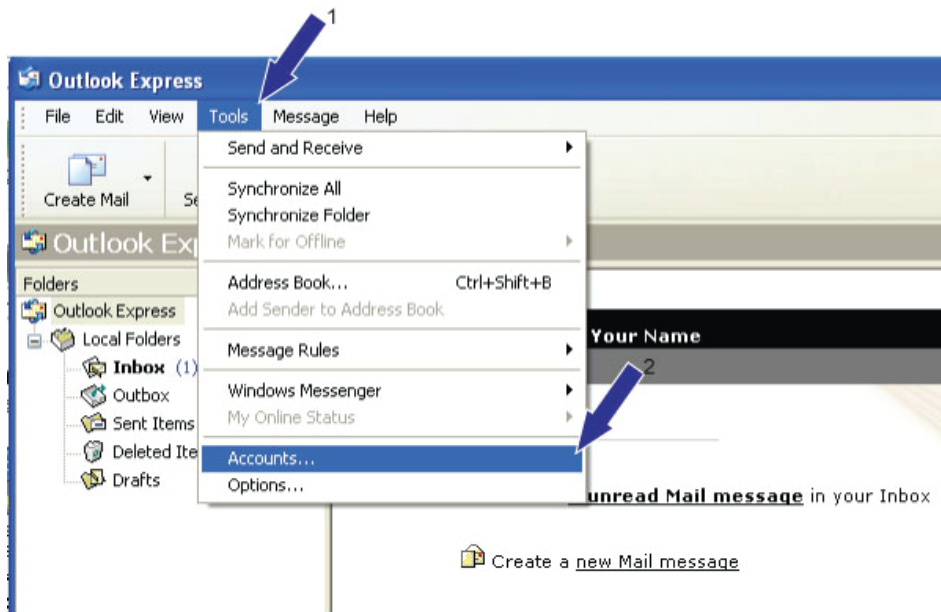 1
Outlook Express
File Edit View Tools Message Help
Send and Receive
Create Mail Se
Synchronize All
Synchronize Folder
Mark for Offline
Outlook Exp
Address Book... Ctrl+Shift+B
Add Sender to Address Book
Folders
Outlook Express
Local Folders
Inbox (1)
Outbox
Sent Items
Deleted Ite
Drafts
Message Rules
Windows Messenger
My Online Status
Accounts...
Options...
Your Name
2
unread Mail message in your Inbox
Create a new Mail message